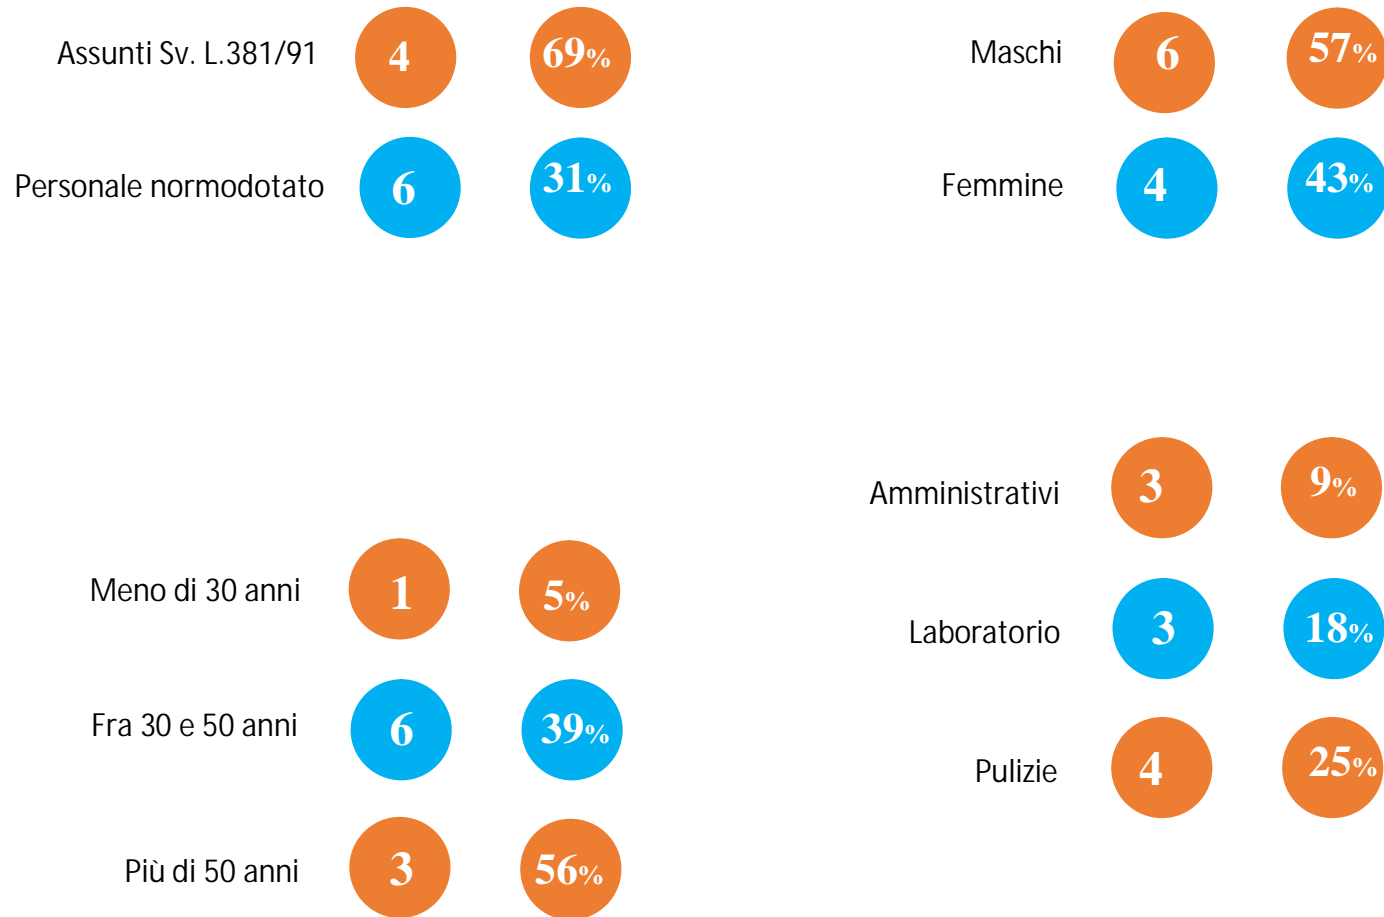 Assunti Sv. L.381/91 4 69%
Personale normodotato 6 31%
Maschi 6 57%
Femmine 4 43%
Meno di 30 anni 1 5%
Fra 30 e 50 anni 6 39%
Più di 50 anni 3 56%
Amministrativi 3 9%
Laboratorio 3 18%
Pulizie 4 25%